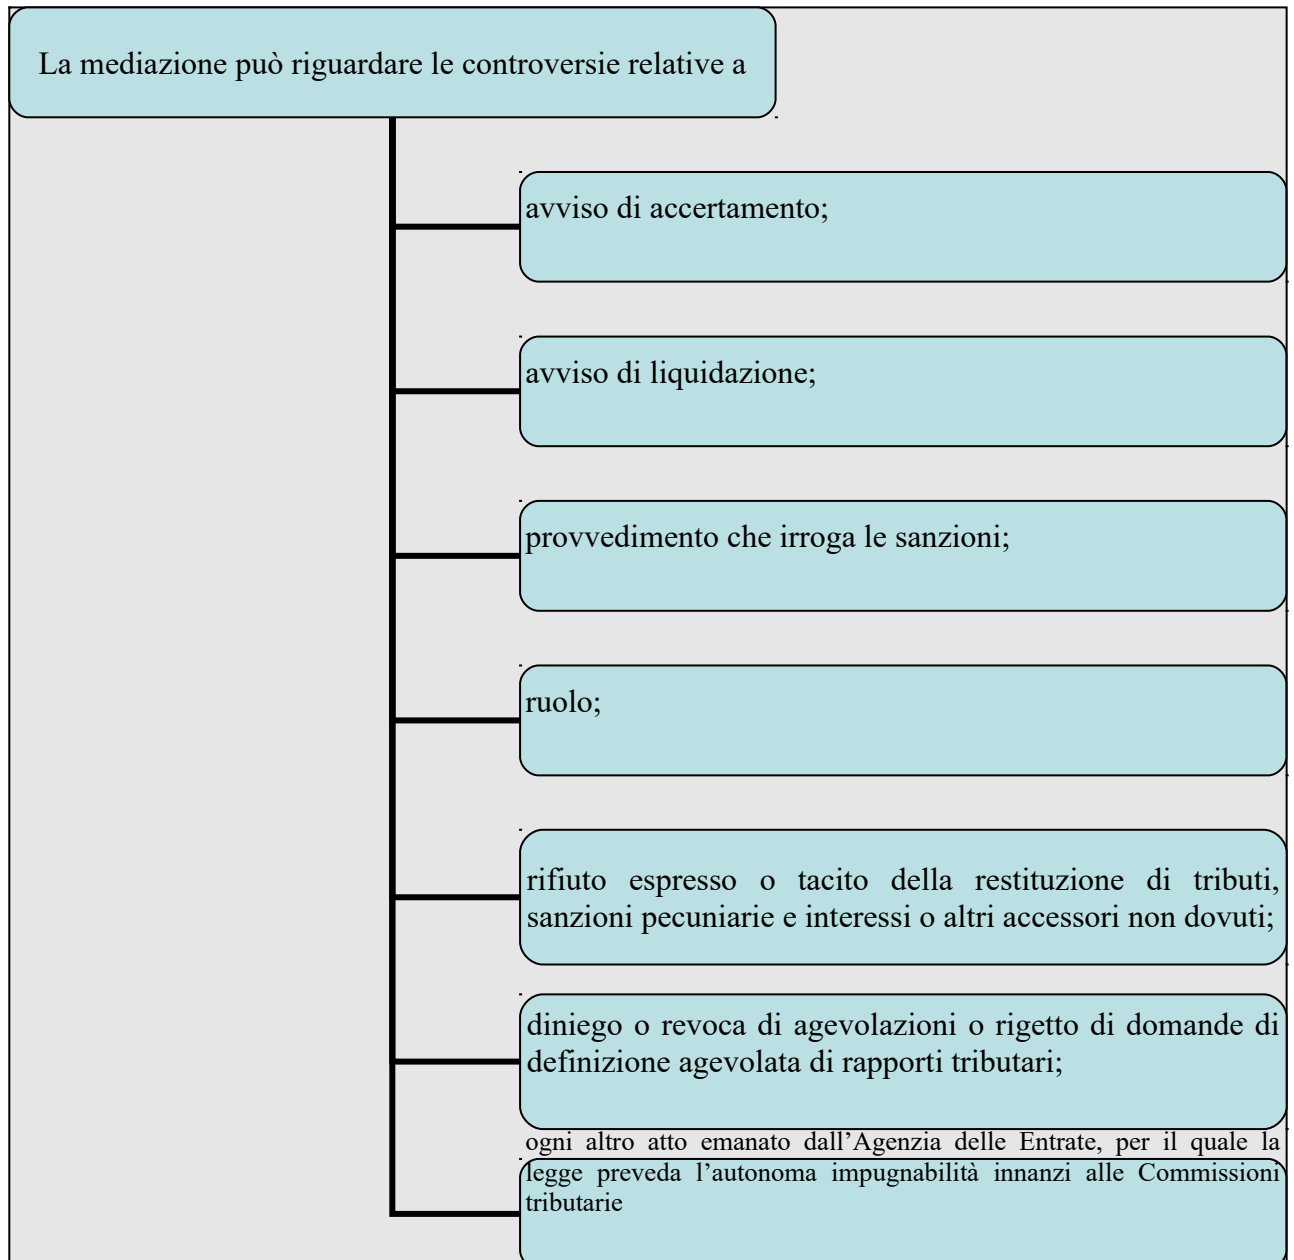 La mediazione può riguardare le controversie relative a
avviso di accertamento;
avviso di liquidazione;
provvedimento che irroga le sanzioni;
ruolo;
rifiuto espresso o tacito della restituzione di tributi,
sanzioni pecuniarie e interessi o altri accessori non dovuti;
diniego o revoca di agevolazioni o rigetto di domande di
definizione agevolata di rapporti tributari;
ogni altro atto emanato dall’Agenzia delle Entrate, per il quale la
legge preveda l’autonoma impugnabilità innanzi alle Commissioni
tributarie